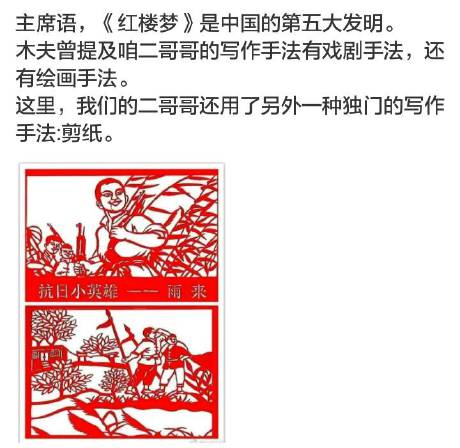 主席语，《红楼梦》是中国的第五大发明。
木夫曾提及咱二哥哥的写作手法有戏剧手法，还
有绘画手法。
这里，我们的二哥哥还用了另外一种独门的写作
手法:剪纸。
抗日小英雄 —— 雨来